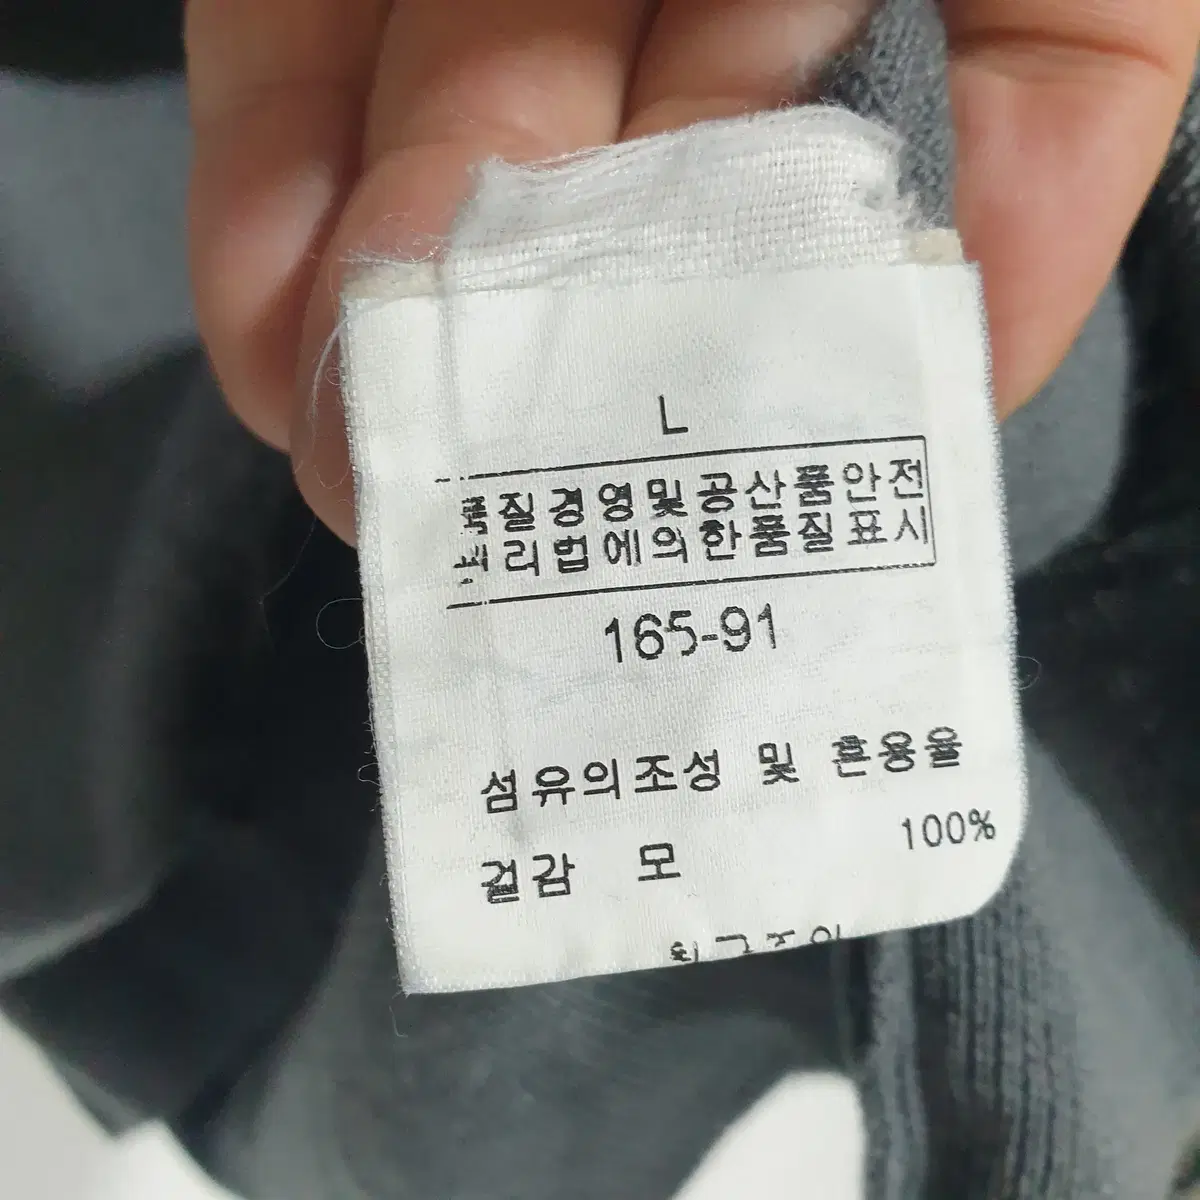 L
품질경영및공산품안전
관리법에의한품질표시
165-91
섬유의조성 및 혼용율
겉감 모 100%